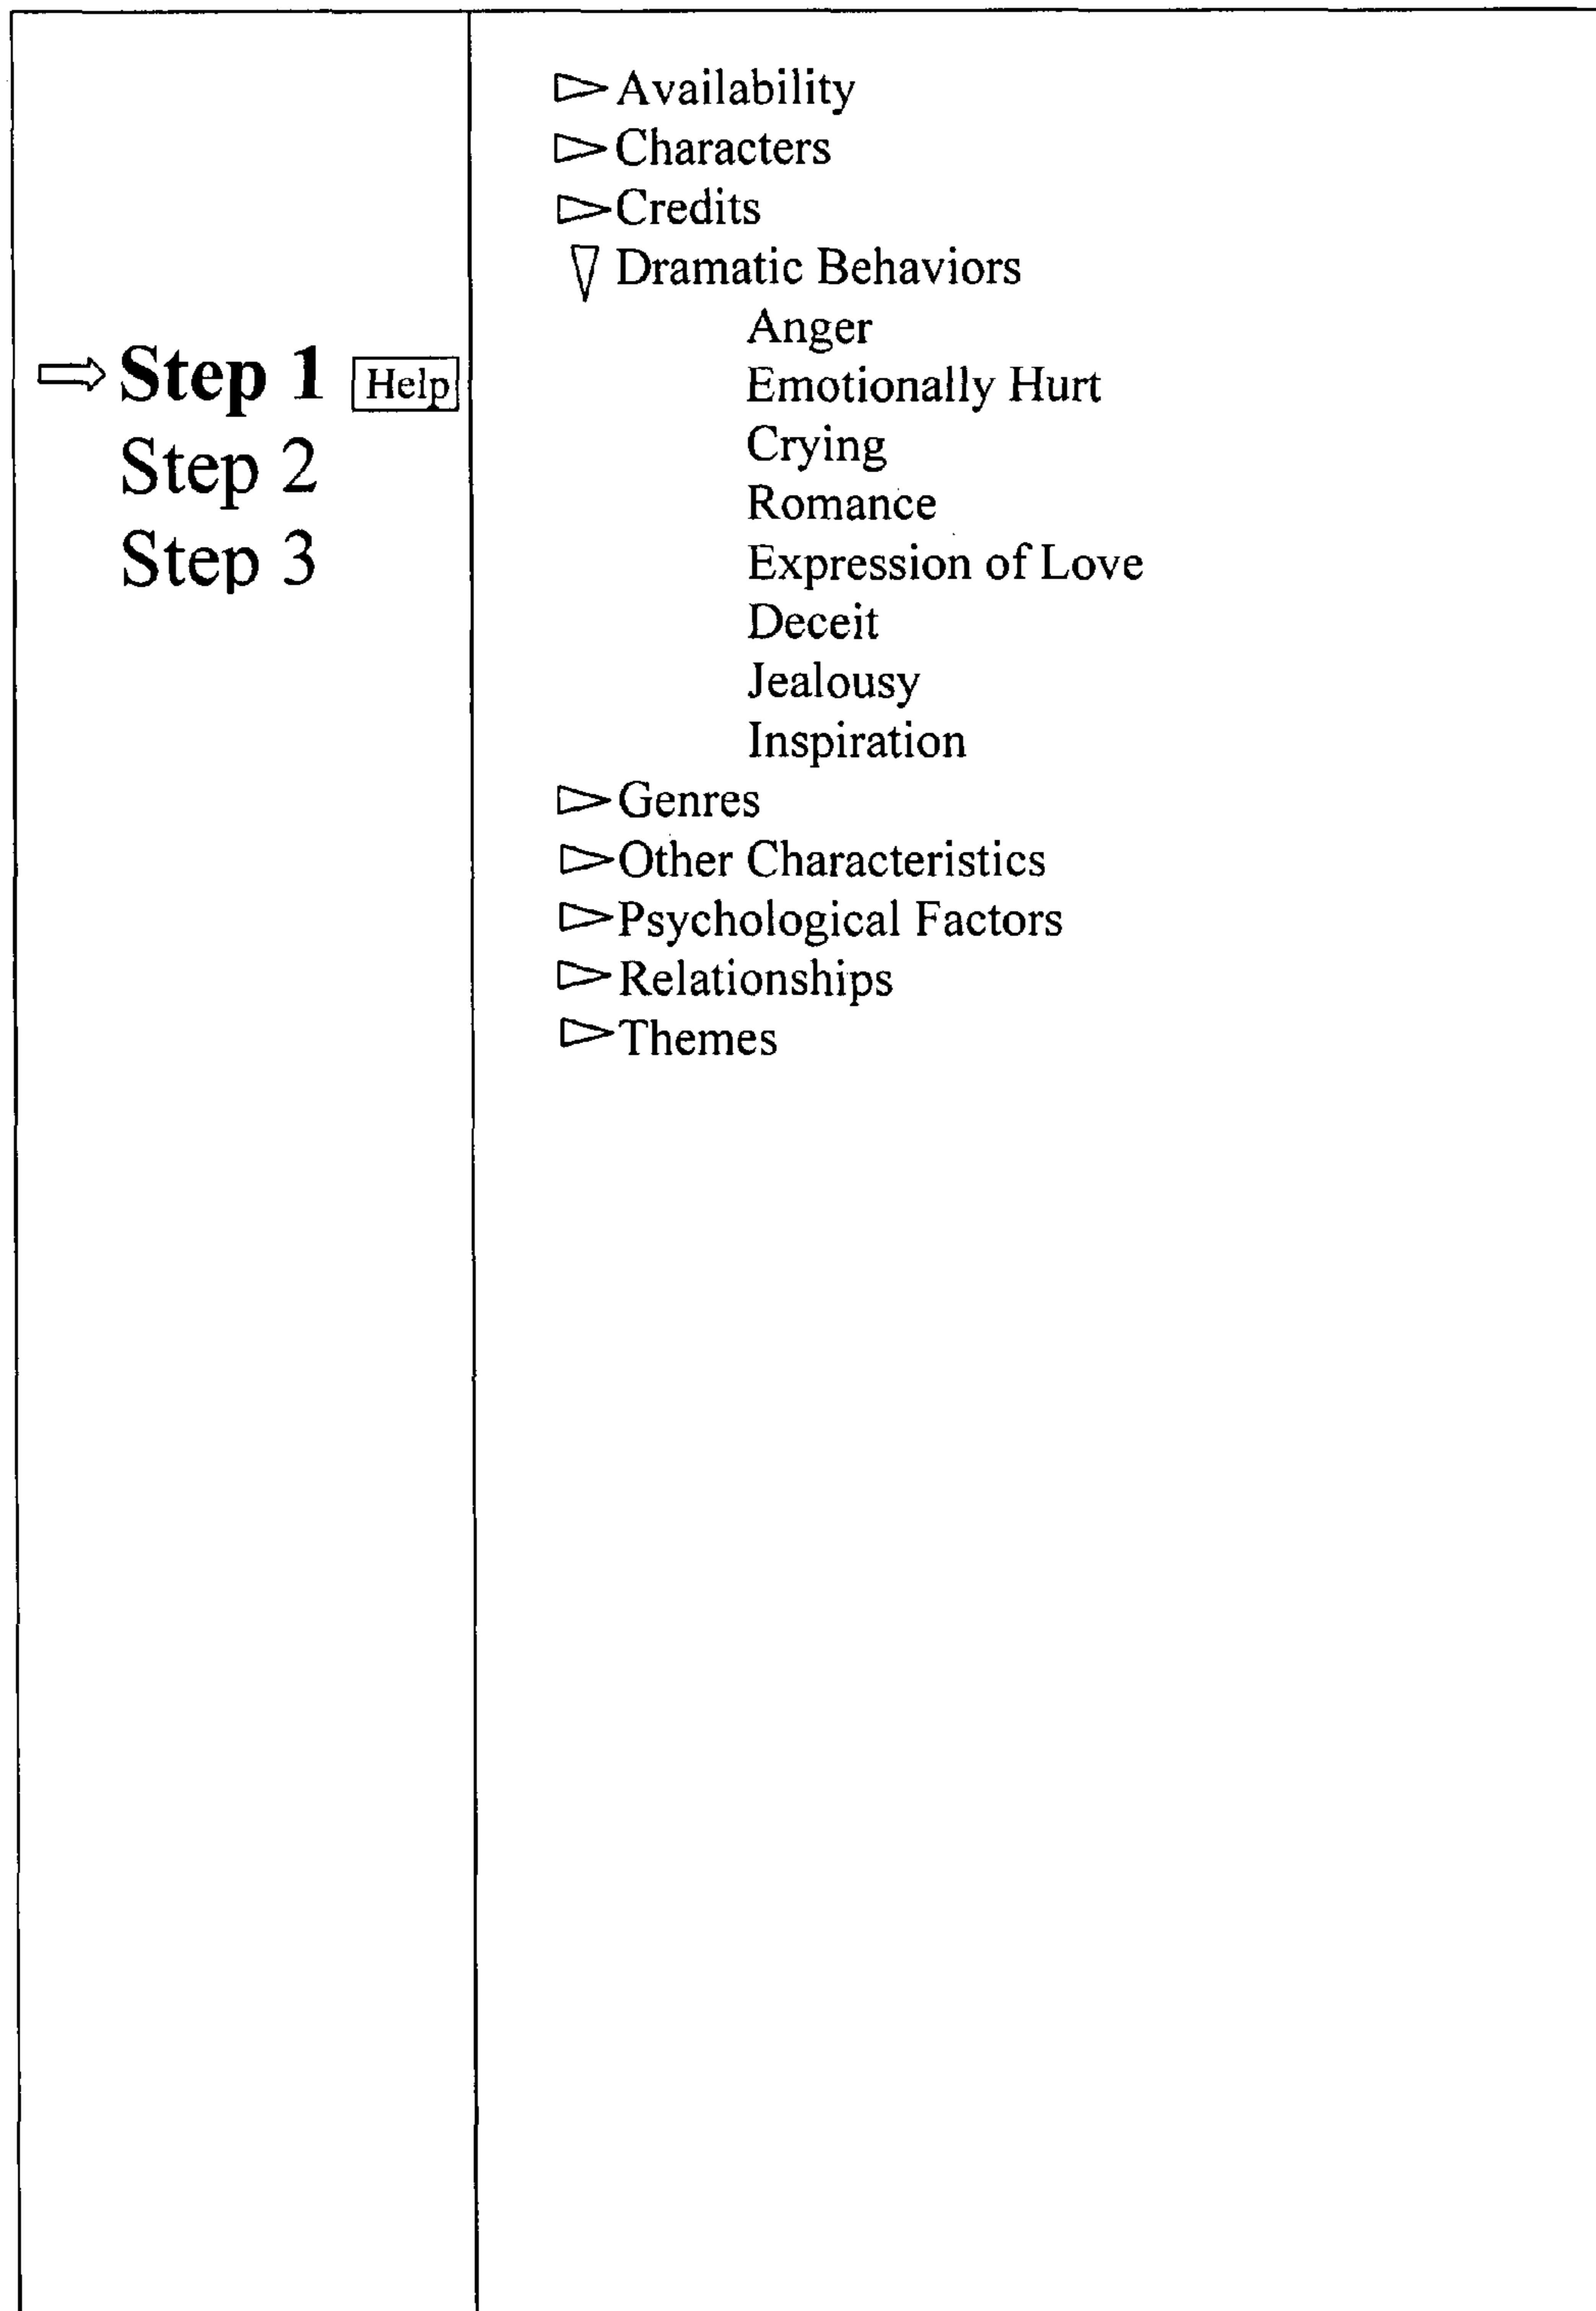 Step 1 Help
Step 2
Step 3
Availability
Characters
Credits
Dramatic Behaviors
Anger
Emotionally Hurt
Crying
Romance
Expression of Love
Deceit
Jealousy
Inspiration
Genres
Other Characteristics
Psychological Factors
Relationships
Themes